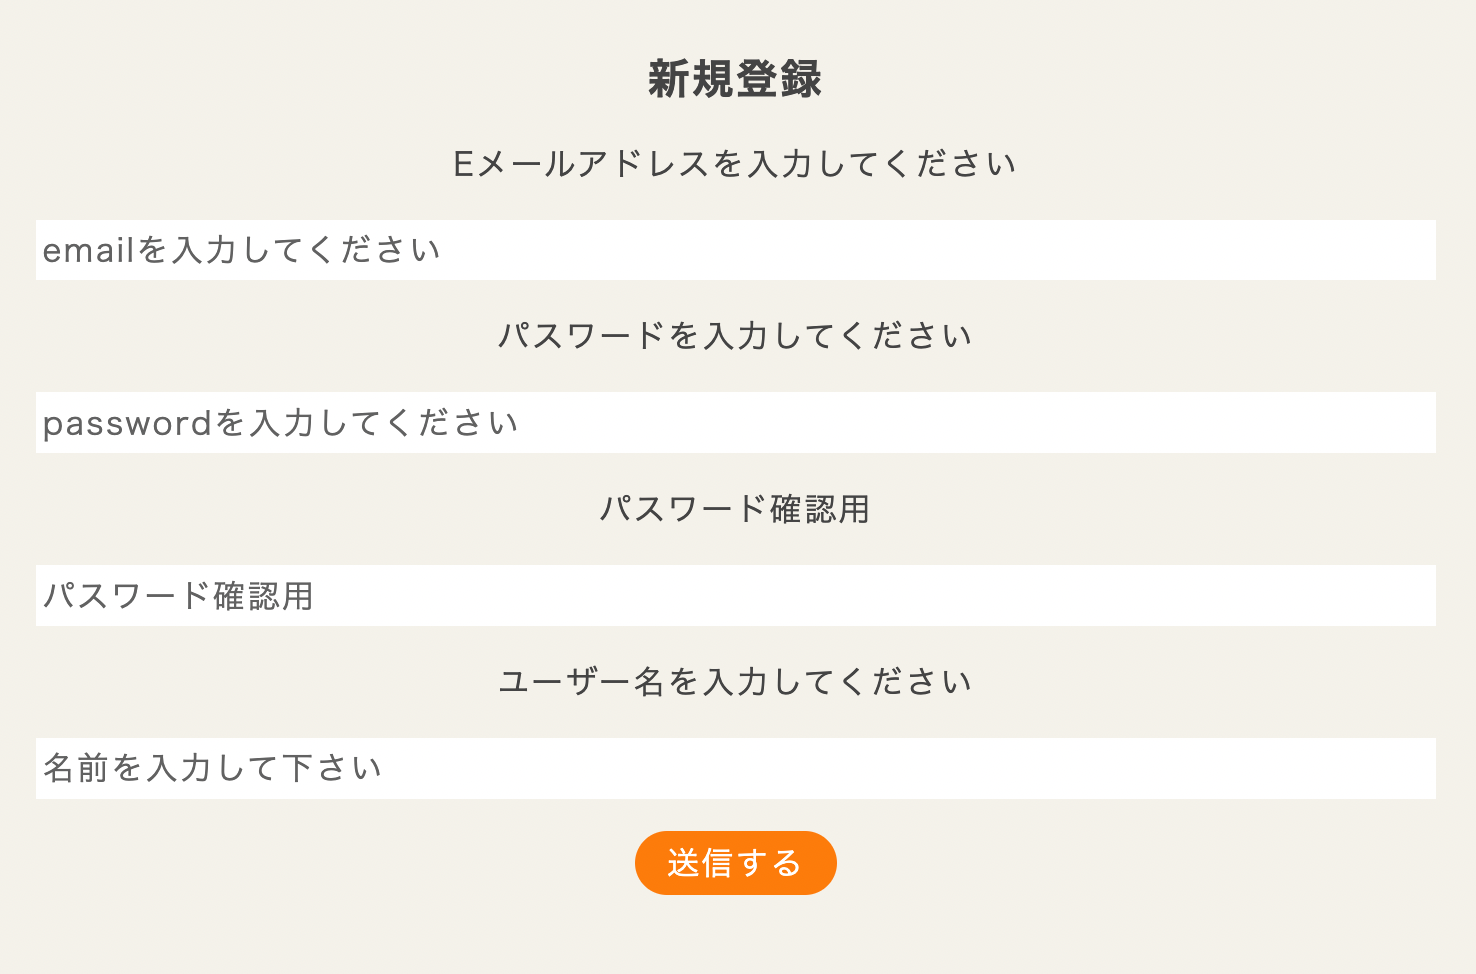 新規登録
Eメールアドレスを入力してください
emailを入力してください
パスワードを入力してください
passwordを入力してください
パスワード確認用
パスワード確認用
ユーザー名を入力してください
名前を入力して下さい
送信する